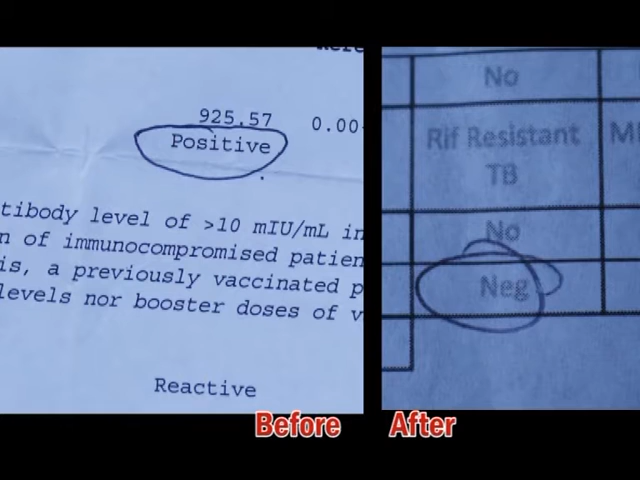 925.57 0.00
Positive
tibody level of >10 mIU/mL in
n of immunocompromised patien
is, a previously vaccinated p
levels nor booster doses of v
Reactive
Before
No
Rif Resistant
TB
No
Neg
After